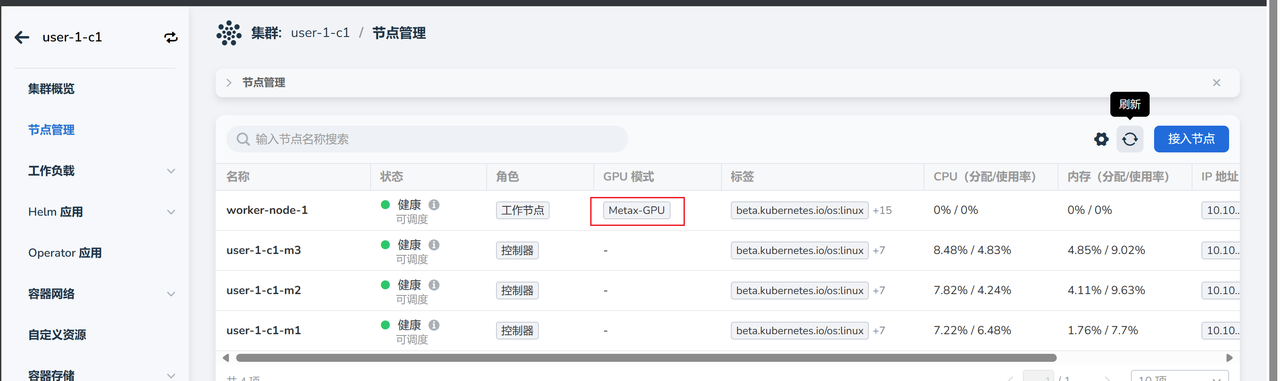 user-1-c1
集群: user-1-c1 / 节点管理
集群概览
节点管理
工作负载
Helm 应用
Operator 应用
容器网络
自定义资源
容器存储
节点管理
刷新
输入节点名称搜索
接入节点
名称 状态 角色 GPU 模式 标签 CPU（分配/使用率） 内存（分配/使用率） IP 地址
worker-node-1 健康 可调度 工作节点 Metax-GPU beta.kubernetes.io/os:linux +15 0% / 0% 0% / 0% 10.10..
user-1-c1-m3 健康 可调度 控制器 - beta.kubernetes.io/os:linux +7 8.48% / 4.83% 4.85% / 9.02% 10.10..
user-1-c1-m2 健康 可调度 控制器 - beta.kubernetes.io/os:linux +7 7.82% / 4.24% 4.11% / 9.63% 10.10..
user-1-c1-m1 健康 可调度 控制器 - beta.kubernetes.io/os:linux +7 7.22% / 6.48% 1.76% / 7.7% 10.10..
共 4 项 1 / 1 10 项